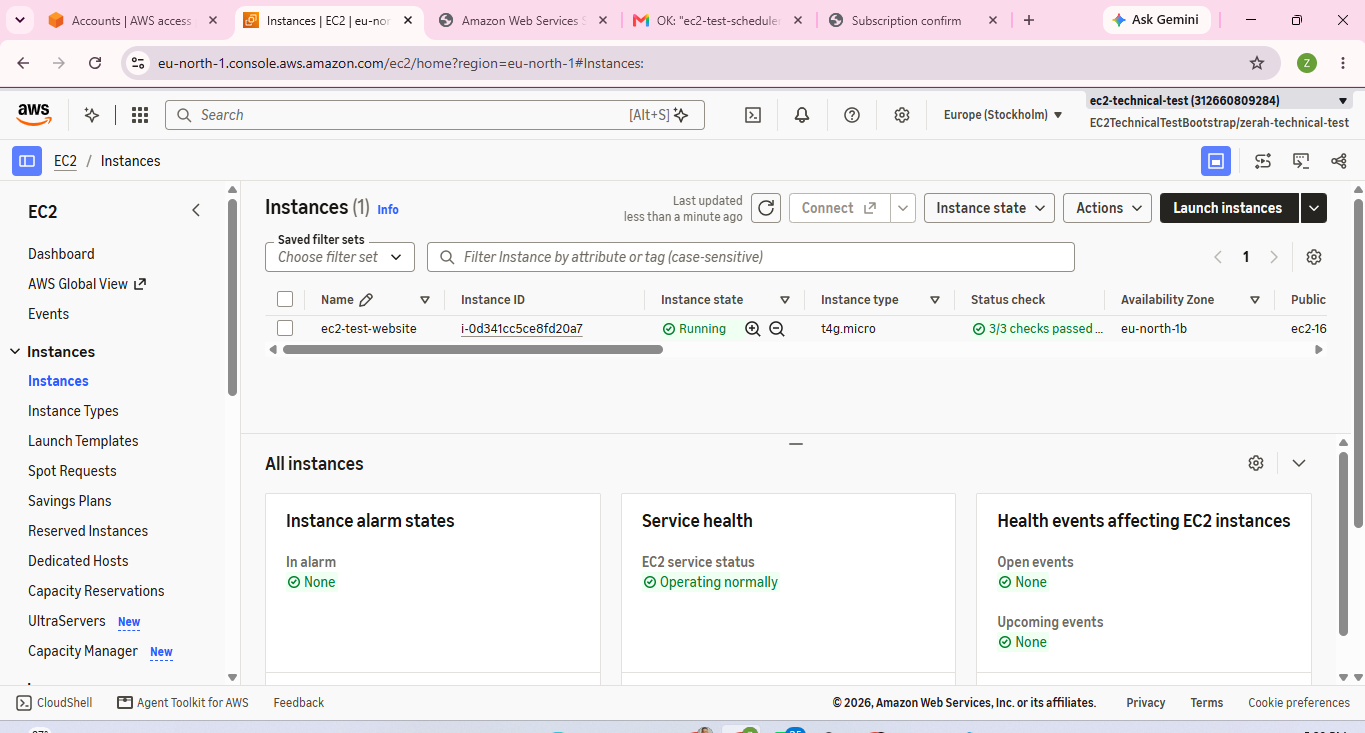 Accounts | AWS access
Instances | EC2 | eu-nor
Amazon Web Services S
OK: "ec2-test-scheduler
Subscription confirm
Ask Gemini
eu-north-1.console.aws.amazon.com/ec2/home?region=eu-north-1#Instances:
Z
aws
Search
[Alt+S]
Europe (Stockholm)
ec2-technical-test (312660809284)
EC2TechnicalTestBootstrap/zerah-technical-test
EC2 / Instances
EC2
Dashboard
AWS Global View
Events
Instances
Instances
Instance Types
Launch Templates
Spot Requests
Savings Plans
Reserved Instances
Dedicated Hosts
Capacity Reservations
UltraServers New
Capacity Manager New
Instances (1) Info
Last updated
less than a minute ago
Connect
Instance state
Actions
Launch instances
Saved filter sets
Choose filter set
Filter Instance by attribute or tag (case-sensitive)
1
Name Instance ID Instance state Instance type Status check Availability Zone Public
ec2-test-website i-0d341cc5ce8fd20a7 Running t4g.micro 3/3 checks passed ... eu-north-1b ec2-16
All instances
Instance alarm states
In alarm
None
Service health
EC2 service status
Operating normally
Health events affecting EC2 instances
Open events
None
Upcoming events
None
CloudShell
Agent Toolkit for AWS
Feedback
© 2026, Amazon Web Services, Inc. or its affiliates.
Privacy
Terms
Cookie preferences